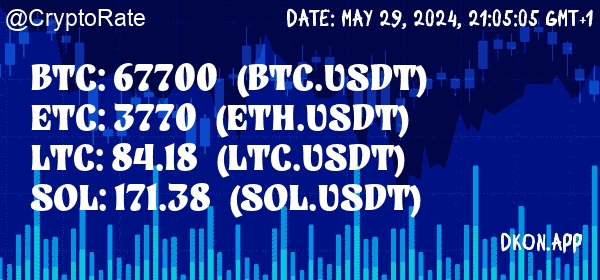 @CryptoRate
DATE: MAY 29, 2024, 21:05:05 GMT+1
BTC: 67700 (BTC.USDT)
ETC: 3770 (ETH.USDT)
LTC: 84.18 (LTC.USDT)
SOL: 171.38 (SOL.USDT)
DKON.APP